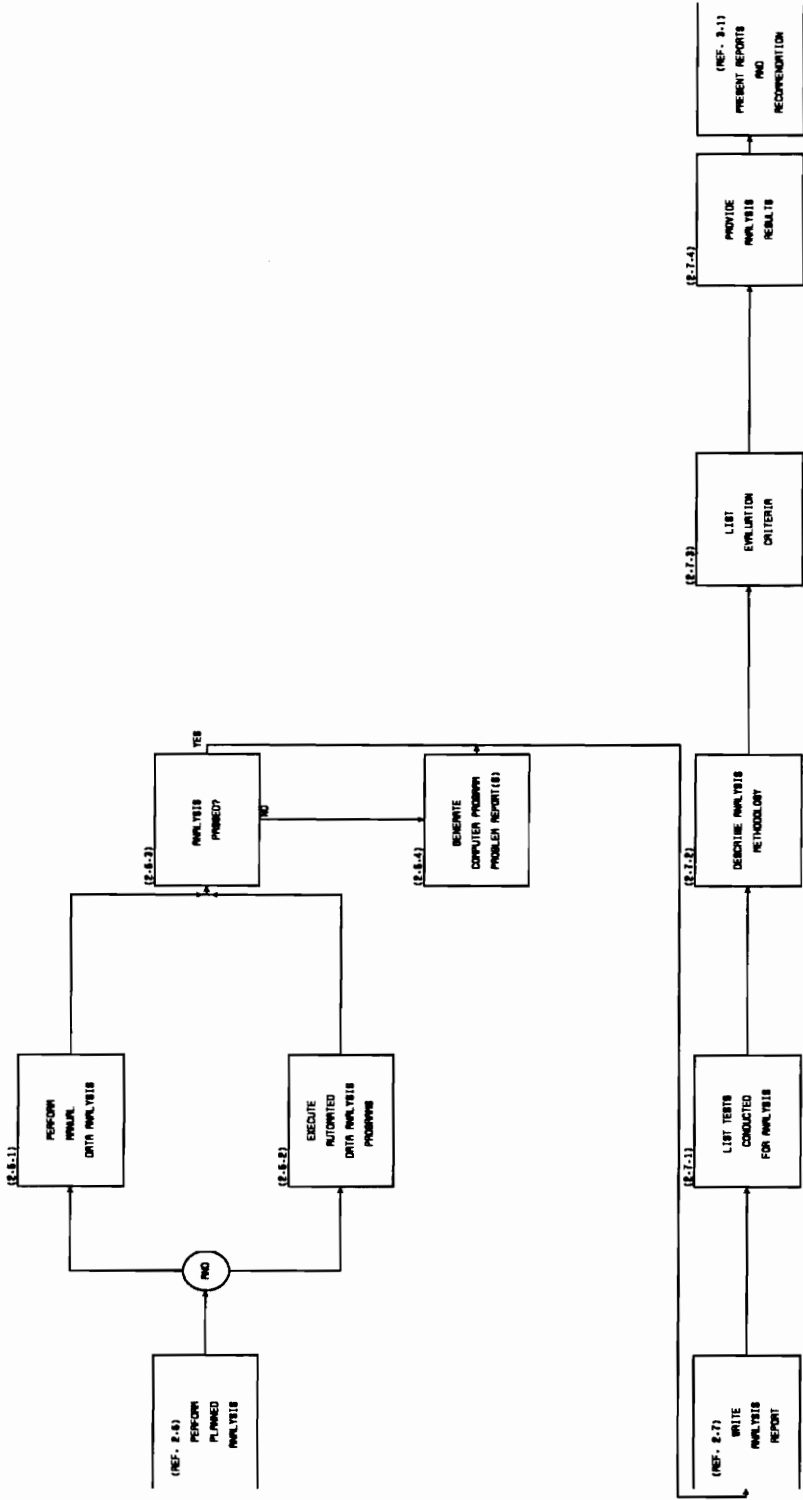 (REF. 2.6)
PERFORM
PLANNED
ANALYSIS
AND
(2-6-1)
PERFORM
MANUAL
DATA ANALYSIS
(2-6-2)
EXECUTE
AUTOMATED
DATA ANALYSIS
PROGRAMS
(2-6-3)
ANALYSIS
PASSED?
YES
NO
(2-6-4)
GENERATE
COMPUTER PROGRAM
PROBLEM REPORT(S)
(REF. 2-7)
WRITE
ANALYSIS
REPORT
(2-7-1)
LIST TESTS
CONDUCTED
FOR ANALYSIS
(2-7-2)
DESCRIBE ANALYSIS
METHODOLOGY
(2-7-3)
LIST
EVALUATION
CRITERIA
(2-7-4)
PROVIDE
ANALYSIS
RESULTS
(REF. 3-1)
PRESENT REPORTS
AND
RECOMMENDATION